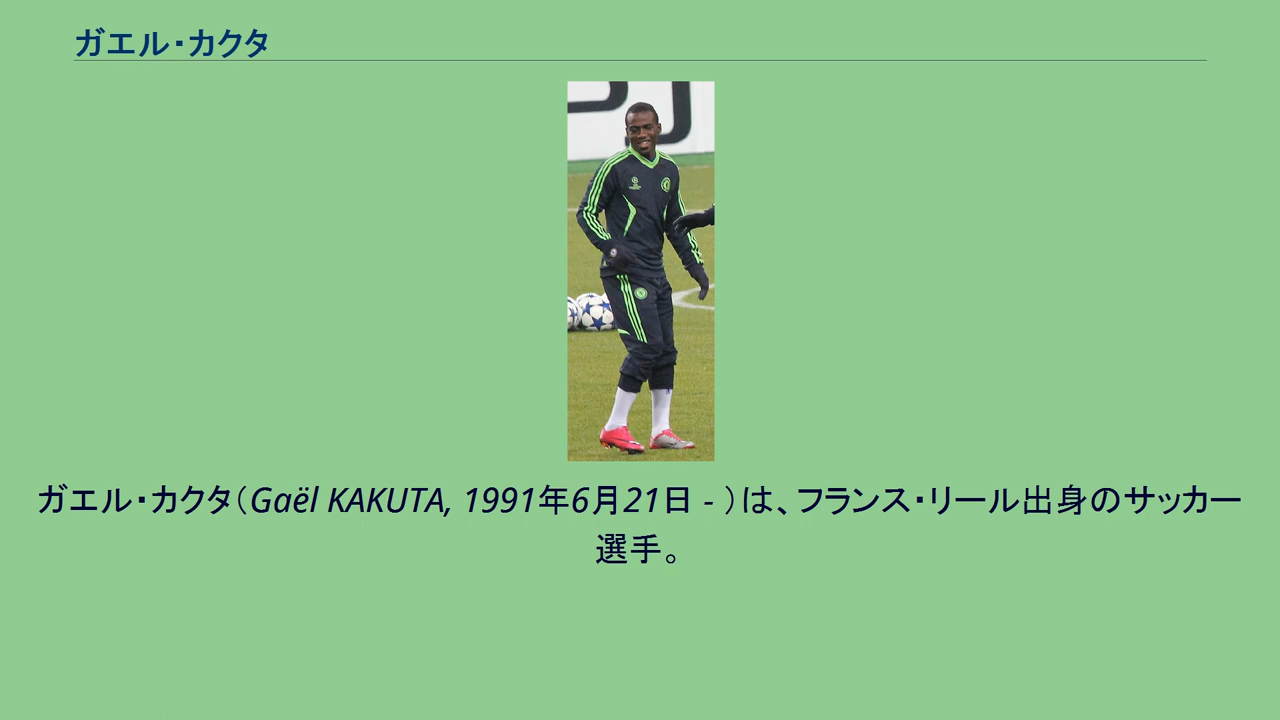 ガエル・カクタ
ガエル・カクタ（Gaël KAKUTA, 1991年6月21日 - ）は、フランス・リール出身のサッカー
選手。